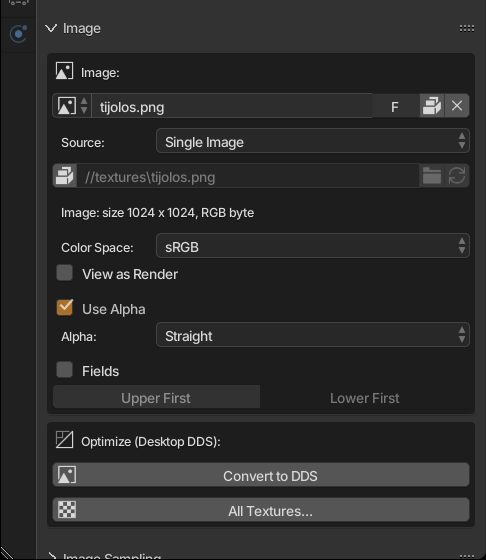 Image
Image:
tijolos.png F
Source: Single Image
//textures\tijolos.png
Image: size 1024 x 1024, RGB byte
Color Space: sRGB
View as Render
Use Alpha
Alpha: Straight
Fields
Upper First Lower First
Optimize (Desktop DDS):
Convert to DDS
All Textures...
Image Sampling